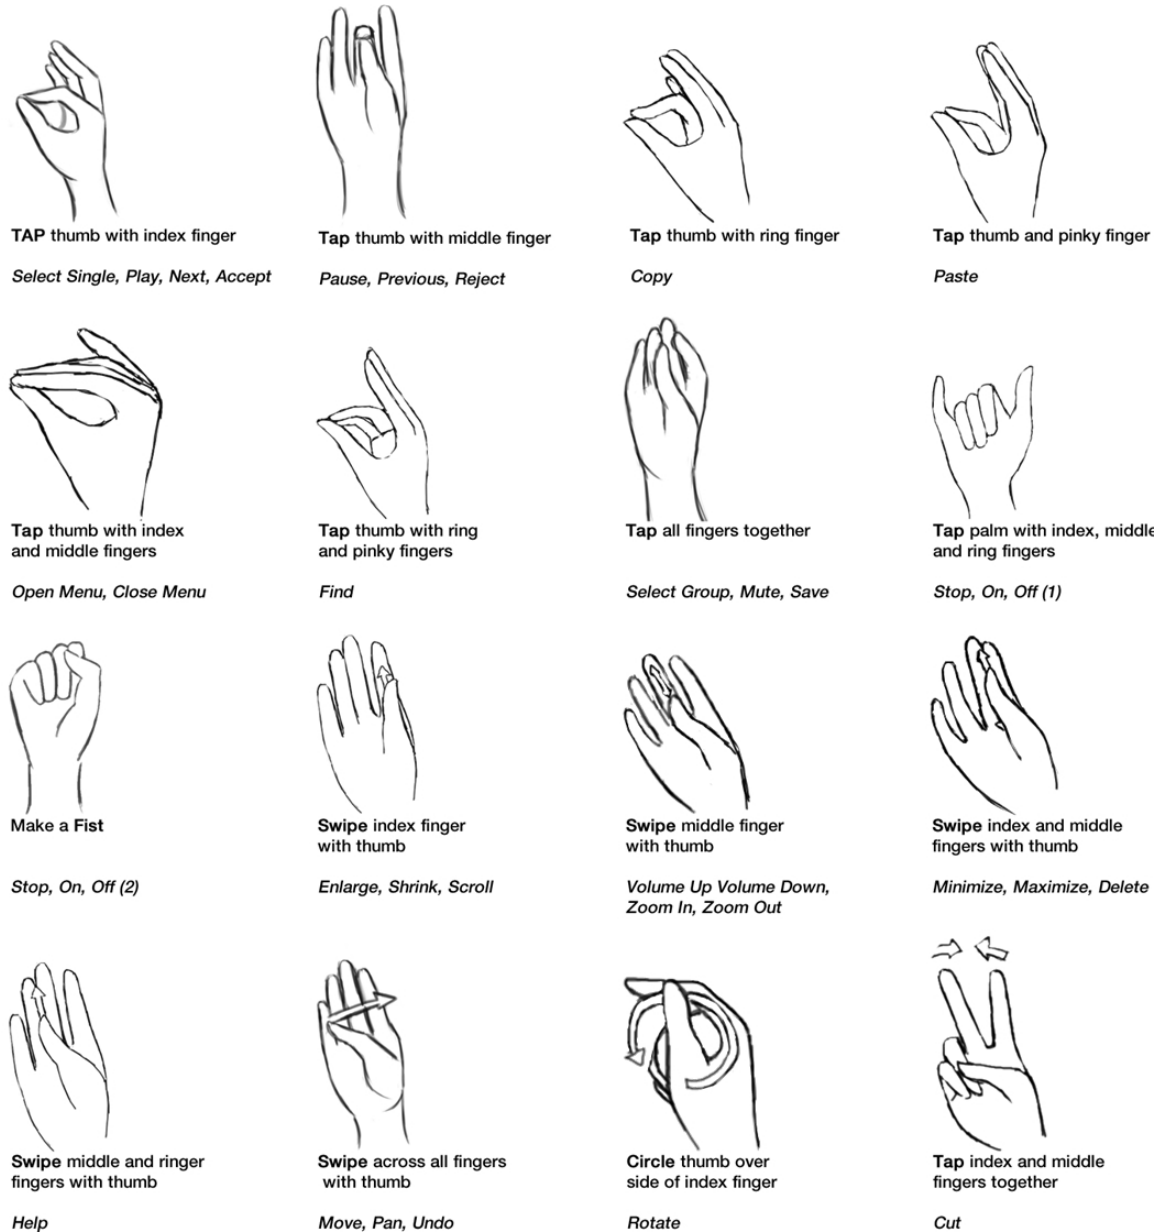 TAP thumb with index finger
Select Single, Play, Next, Accept
Tap thumb with middle finger
Pause, Previous, Reject
Tap thumb with ring finger
Copy
Tap thumb and pinky finger
Paste
Tap thumb with index
and middle fingers
Open Menu, Close Menu
Tap thumb with ring
and pinky fingers
Find
Tap all fingers together
Select Group, Mute, Save
Tap palm with index, middle
and ring fingers
Stop, On, Off (1)
Make a Fist
Stop, On, Off (2)
Swipe index finger
with thumb
Enlarge, Shrink, Scroll
Swipe middle finger
with thumb
Volume Up Volume Down,
Zoom In, Zoom Out
Swipe index and middle
fingers with thumb
Minimize, Maximize, Delete
Swipe middle and ringer
fingers with thumb
Help
Swipe across all fingers
with thumb
Move, Pan, Undo
Circle thumb over
side of index finger
Rotate
Tap index and middle
fingers together
Cut